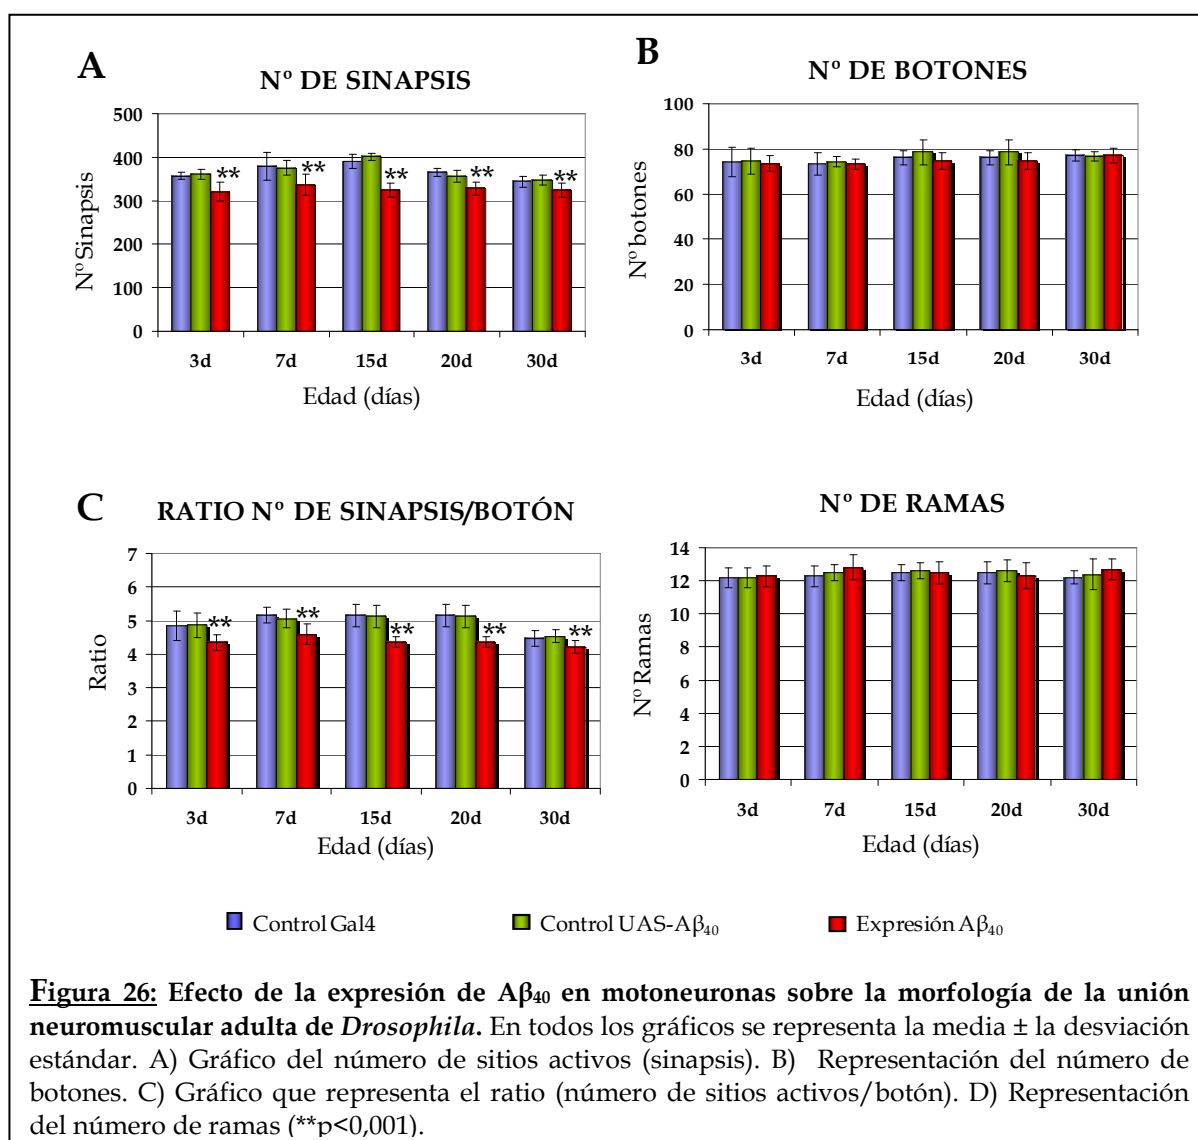 A
Nº DE SINAPSIS
500
400
300
200
100
0
Nº Sinapsis
** ** ** ** **
3d 7d 15d 20d 30d
Edad (días)
B
Nº DE BOTONES
100
80
60
40
20
0
Nº botones
3d 7d 15d 20d 30d
Edad (días)
C
RATIO Nº DE SINAPSIS/BOTÓN
7
6
5
4
3
2
1
0
Ratio
** ** ** ** **
3d 7d 15d 20d 30d
Edad (días)
Nº DE RAMAS
14
12
10
8
6
4
2
0
Nº Ramas
3d 7d 15d 20d 30d
Edad (días)
Control Gal4 Control UAS-Aβ₄₀ Expresión Aβ₄₀
Figura 26: Efecto de la expresión de Aβ₄₀ en motoneuronas sobre la morfología de la unión
neuromuscular adulta de Drosophila. En todos los gráficos se representa la media ± la desviación
estándar. A) Gráfico del número de sitios activos (sinapsis). B) Representación del número de
botones. C) Gráfico que representa el ratio (número de sitios activos/botón). D) Representación
del número de ramas (**p<0,001).